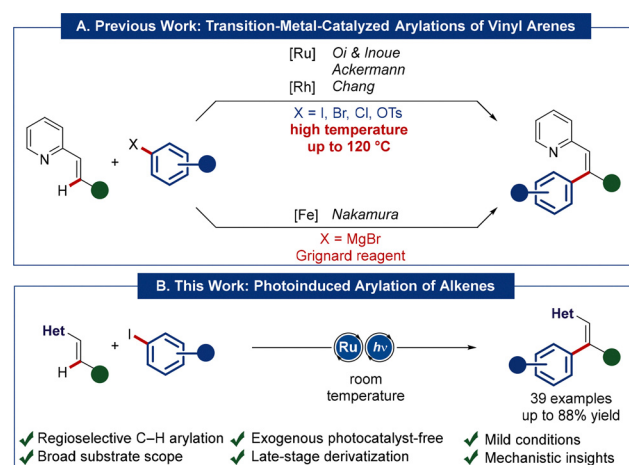 A. Previous Work: Transition-Metal-Catalyzed Arylations of Vinyl Arenes
[Ru] Oi & Inoue
Ackermann
[Rh] Chang
X = I, Br, Cl, OTs
high temperature
up to 120 °C
N
H
+
X
N
[Fe] Nakamura
X = MgBr
Grignard reagent
B. This Work: Photoinduced Arylation of Alkenes
Het
H
+
I
Ru hν
room
temperature
Het
39 examples
up to 88% yield
✓ Regioselective C–H arylation ✓ Exogenous photocatalyst-free ✓ Mild conditions
✓ Broad substrate scope ✓ Late-stage derivatization ✓ Mechanistic insights